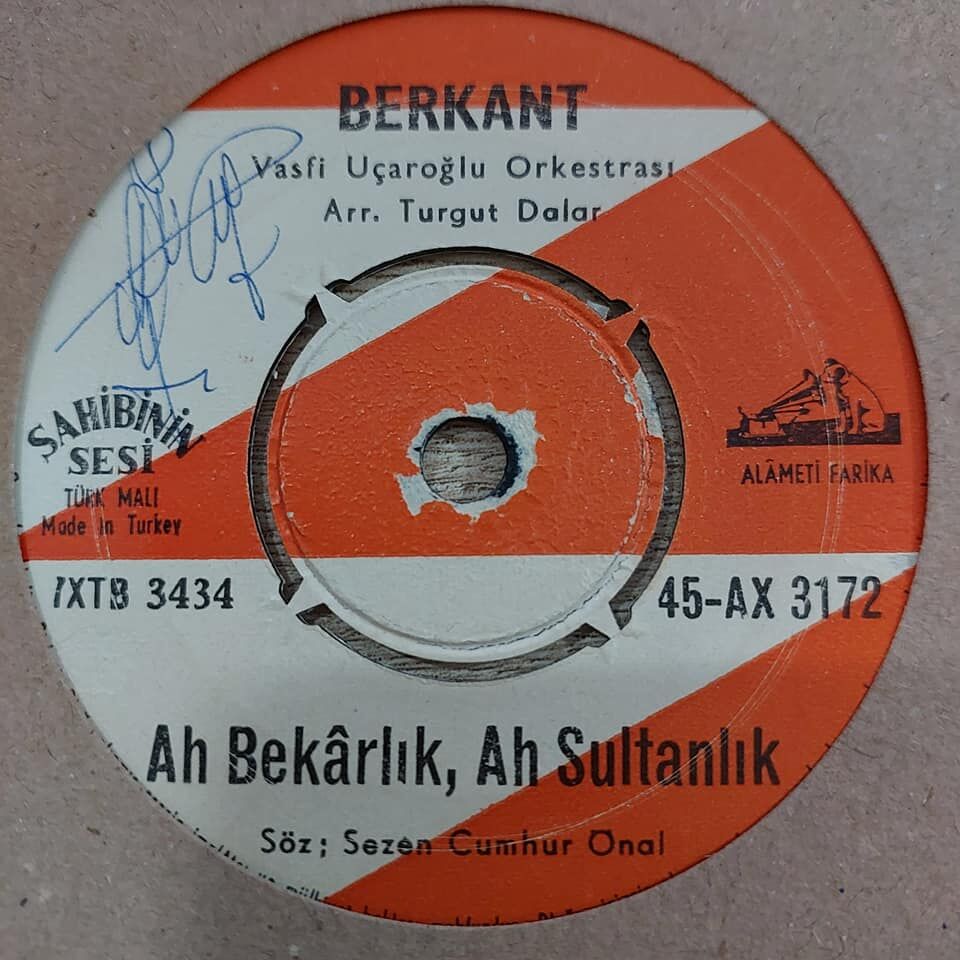 BERKANT
Vasfi Uçaroğlu Orkestrası
Arr. Turgut Dalar
SAHİBİNİN
SESİ
TÜRK MALI
Made in Turkey
ALÂMETİ FARİKA
7XTB 3434
45-AX 3172
Ah Bekârlık, Ah Sultanlık
Söz; Sezen Cumhur Önal